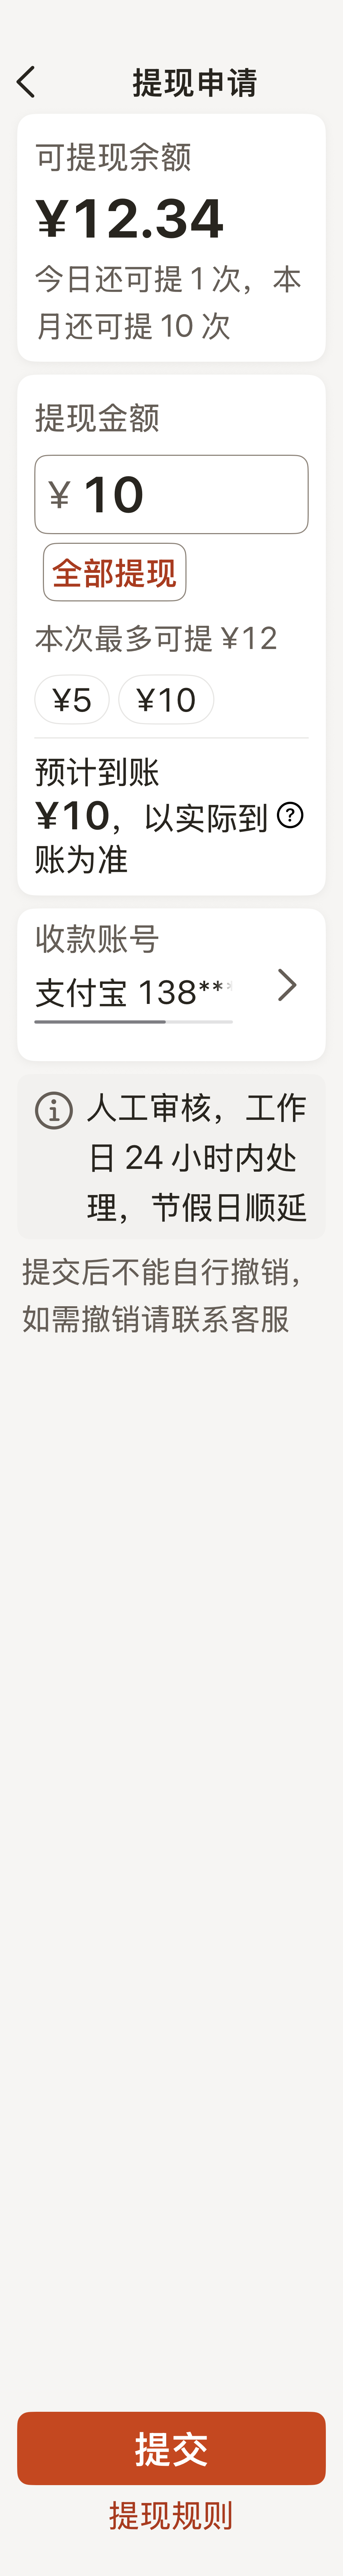 提现申请
可提现余额
¥12.34
今日还可提 1 次，本
月还可提 10 次
提现金额
¥ 10
全部提现
本次最多可提 ¥12
¥5 ¥10
预计到账
¥10，以实际到
账为准
收款账号
支付宝 138**
人工审核，工作
日 24 小时内处
理，节假日顺延
提交后不能自行撤销，
如需撤销请联系客服
提交
提现规则